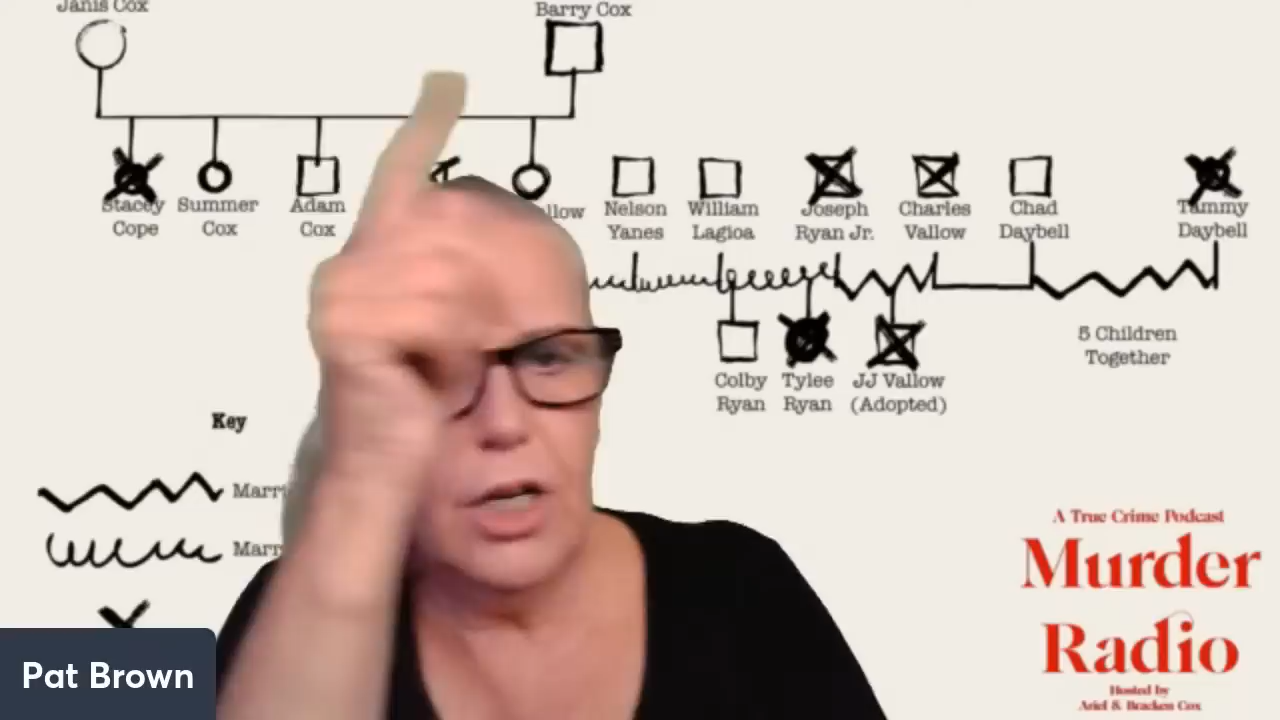 Janis Cox
Barry Cox
Stacey
Cope
Summer
Cox
Adam
Cox
Nelson
Yanes
William
Lagioa
Joseph
Ryan Jr.
Charles
Vallow
Chad
Daybell
Tammy
Daybell
5 Children
Together
Colby
Ryan
Tylee
Ryan
JJ Vallow
(Adopted)
Key
A True Crime Podcast
Murder
Radio
Hosted by
Ariel & Bracken Cox
Pat Brown